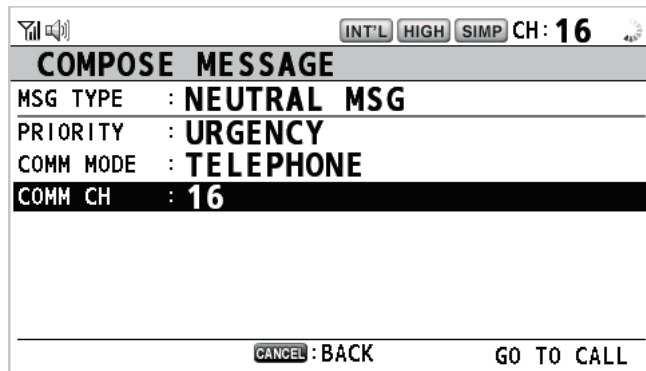 INT'L HIGH SIMP CH: 16
COMPOSE MESSAGE
MSG TYPE : NEUTRAL MSG
PRIORITY : URGENCY
COMM MODE : TELEPHONE
COMM CH : 16
CANCEL : BACK GO TO CALL